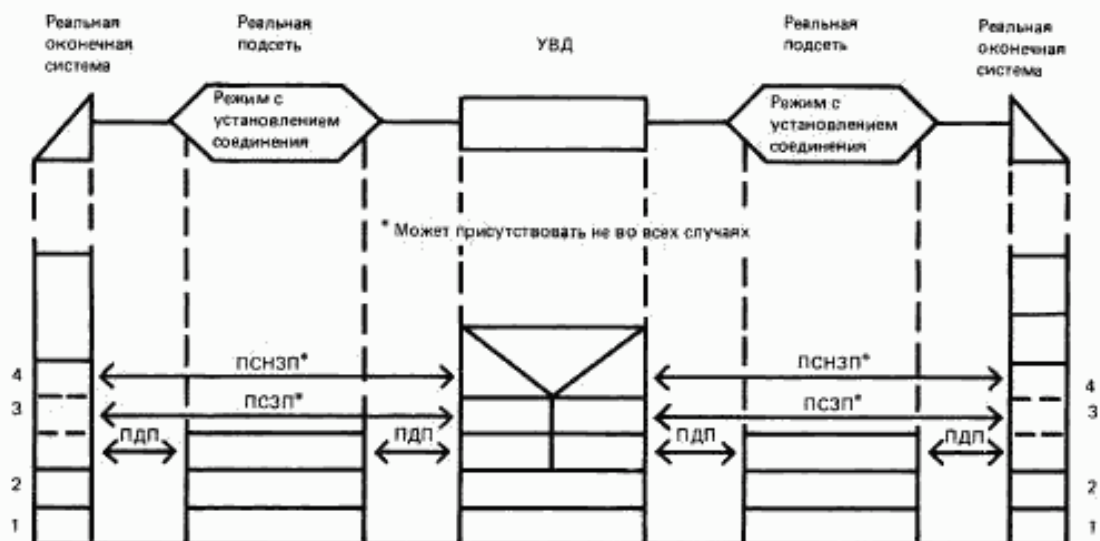 Реальная
оконечная
система
Реальная
подсеть
УВД
Реальная
подсеть
Реальная
оконечная
система
Режим с
установлением
соединения
Режим с
установлением
соединения
* Может присутствовать не во всех случаях
ПСНЗП*
ПСНЗП*
4
4
ПСЗП*
ПСЗП*
3
3
ПДП
ПДП
ПДП
ПДП
2
2
1
1